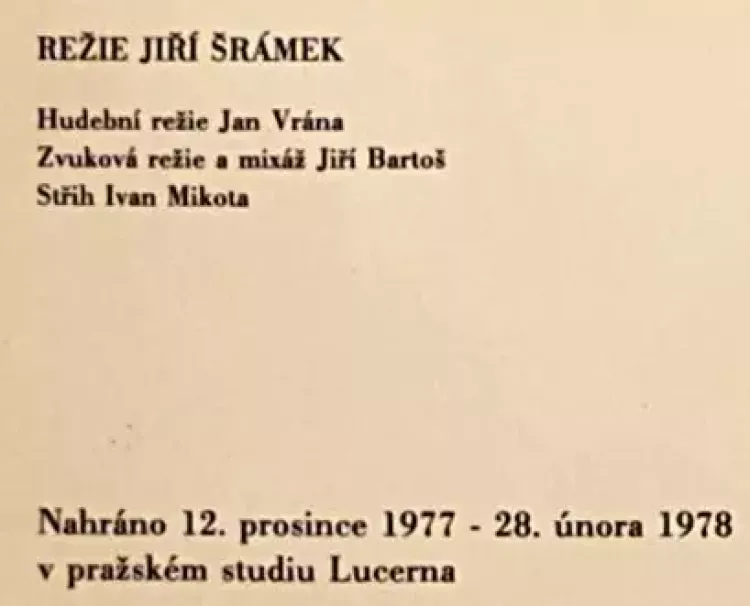 REŽIE JIŘÍ ŠRÁMEK
Hudební režie Jan Vrána
Zvuková režie a mixáž Jiří Bartoš
Střih Ivan Mikota
Nahráno 12. prosince 1977 - 28. února 1978
v pražském studiu Lucerna